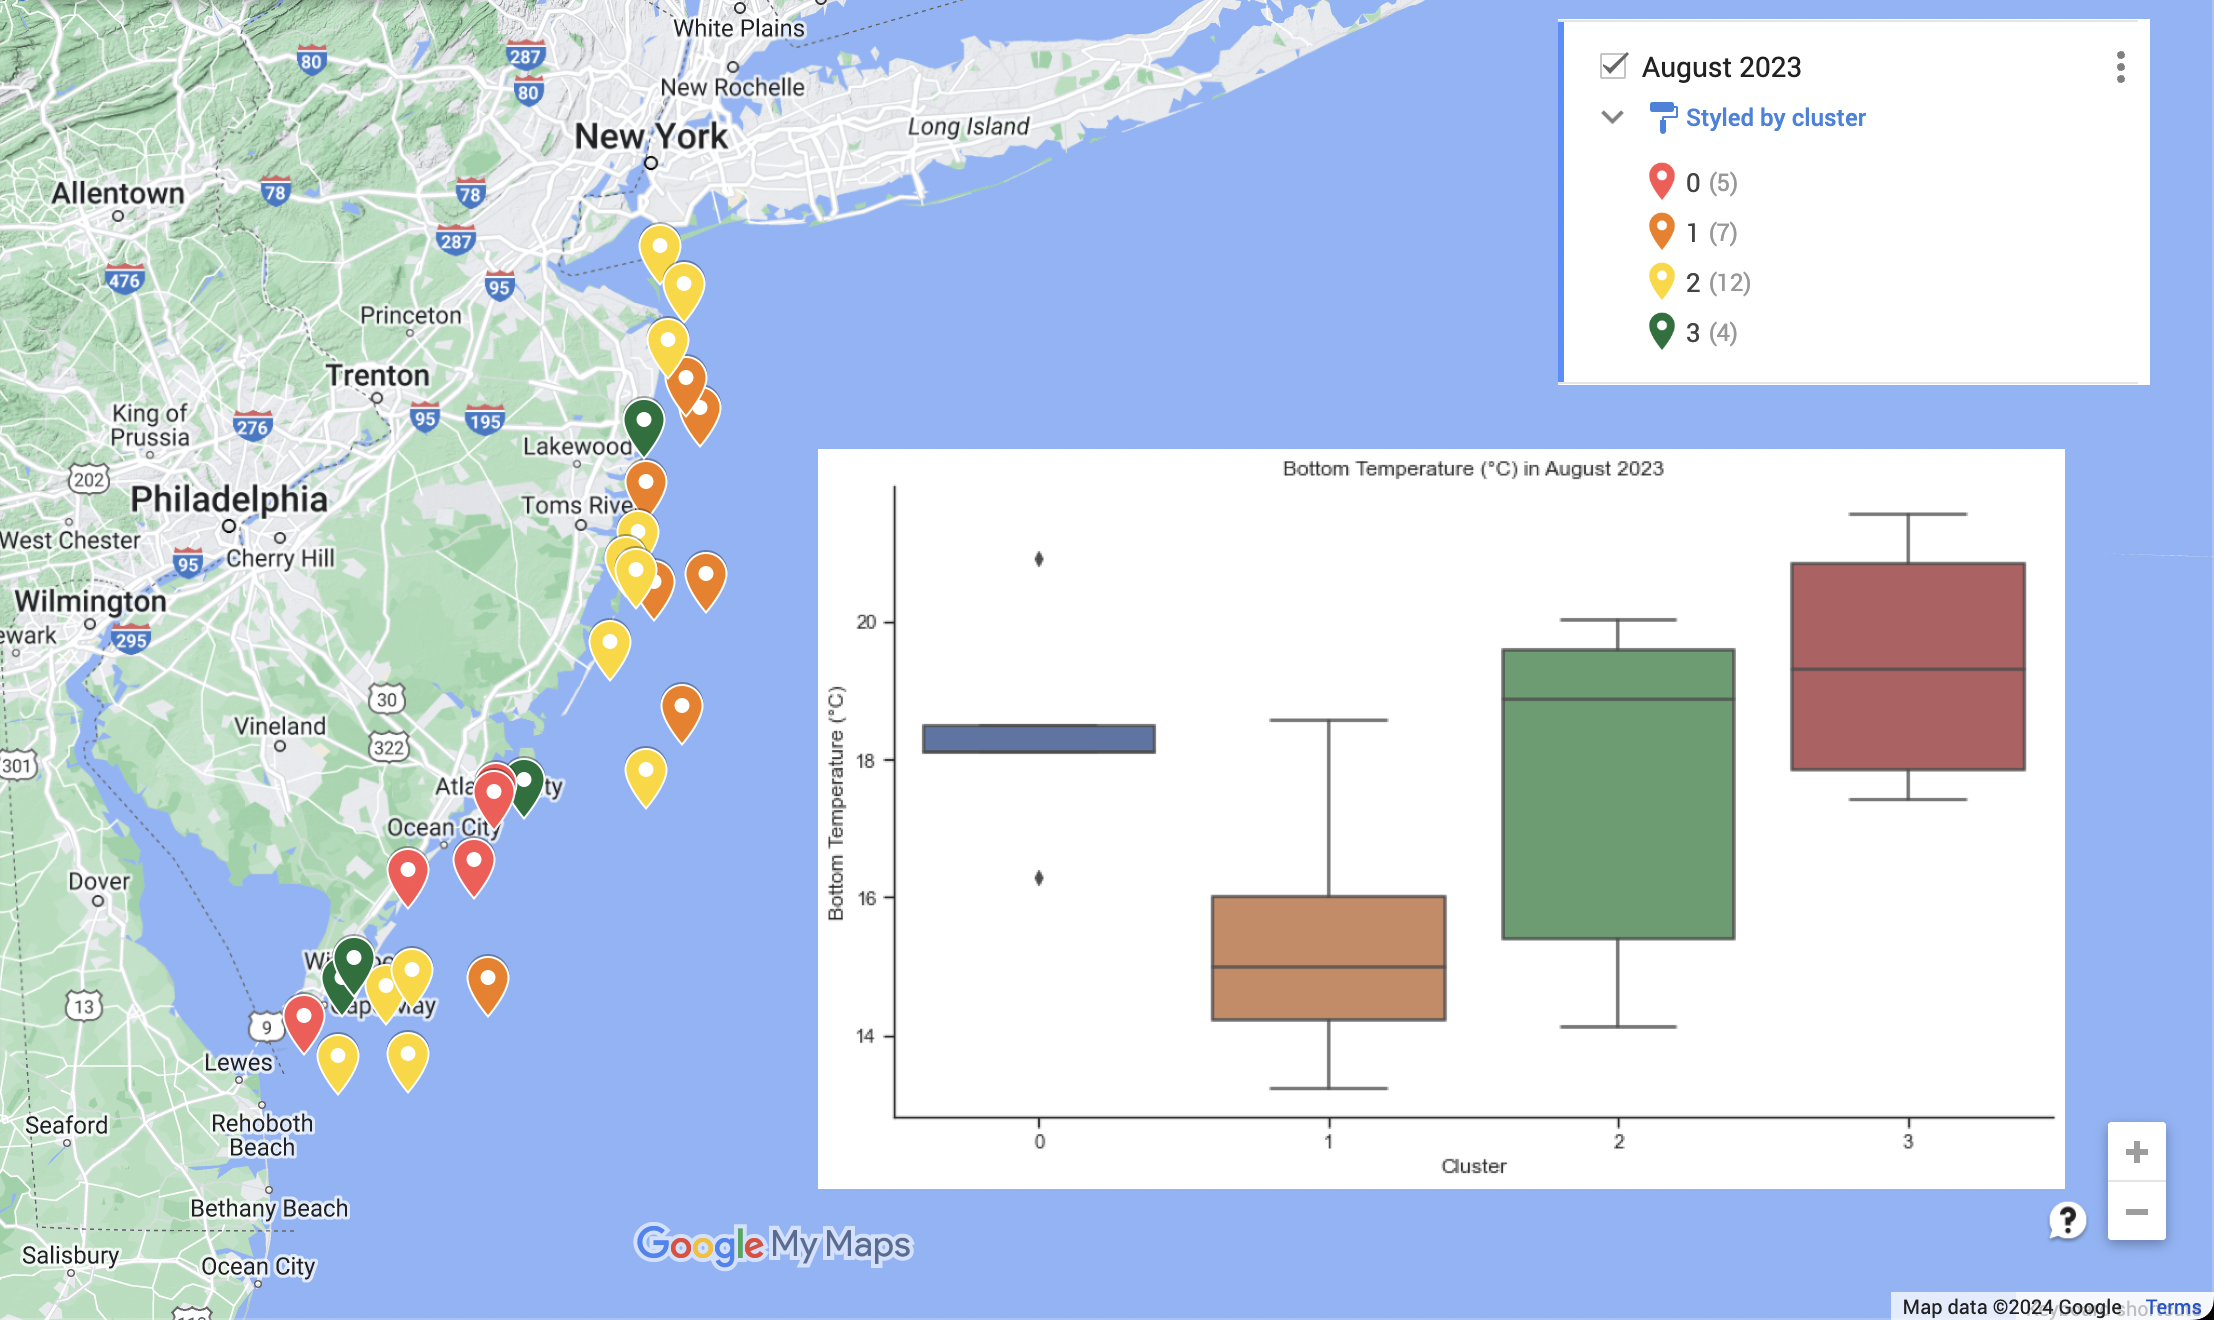 White Plains
80
287
80
New Rochelle
New York
Long Island
Allentown
78
78
287
476
95
Princeton
Trenton
King of
Prussia
276
95
195
Lakewood
202
Philadelphia
Toms Rive
West Chester
95
Cherry Hill
Wilmington
ewark
295
30
Vineland
322
301
Atla ty
Ocean City
Dover
13
9
Lewes
Rehoboth
Beach
Seaford
Bethany Beach
Salisbury
Ocean City
August 2023
Styled by cluster
0 (5)
1 (7)
2 (12)
3 (4)
Bottom Temperature (°C) in August 2023
Bottom Temperature (°C)
20
18
16
14
0 1 2 3
Cluster
+
?
−
Google My Maps
Map data ©2024 Google Terms